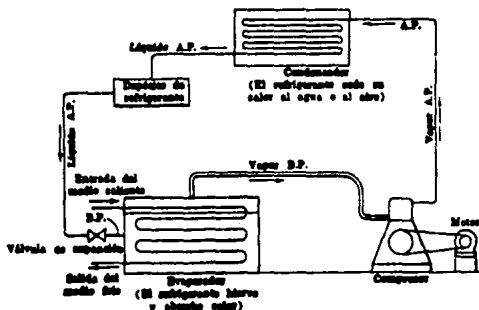 Líquido A.P.
A.P.
Condensador
(El refrigerante cede su
calor al agua o al aire)
Depósito de
refrigerante
Líquido A.P.
Vapor A.P.
Vapor B.P.
Entrada del
medio caliente
B.P.
Válvula de expansión
Motor
Salida del
medio frío
Evaporador
(El refrigerante hierve
y absorbe calor)
Compresor